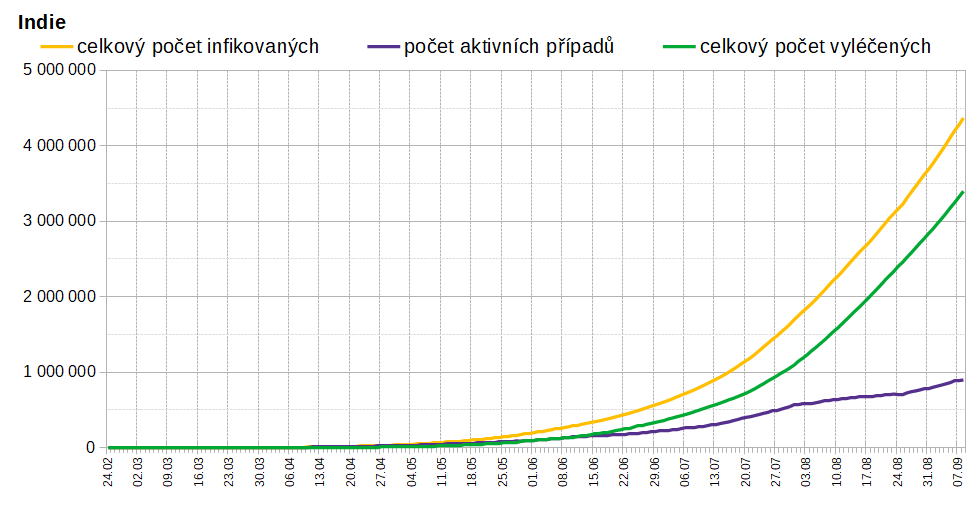 Indie
celkový počet infikovaných počet aktivních případů celkový počet vyléčených
5 000 000
4 000 000
3 000 000
2 000 000
1 000 000
0
24.02 02.03 09.03 16.03 23.03 30.03 06.04 13.04 20.04 27.04 04.05 11.05 18.05 25.05 01.06 08.06 15.06 22.06 29.06 06.07 13.07 20.07 27.07 03.08 10.08 17.08 24.08 31.08 07.09